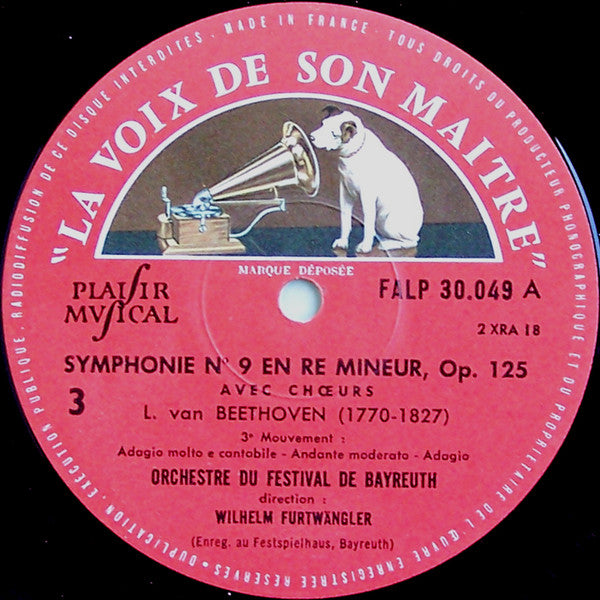 MADE IN FRANCE · TOUS DROITS DU PRODUCTEUR PHONOGRAPHIQUE ET DU PROPRIETAIRE DE L'ŒUVRE ENREGISTREE RESERVES · DUPLICATION · EXECUTION PUBLIQUE · RADIODIFFUSION DE CE DISQUE INTERDITES ·
"LA VOIX DE SON MAITRE"
MARQUE DÉPOSÉE
PLAISIR
MVSICAL
FALP 30.049 A
2 XRA 18
SYMPHONIE N° 9 EN RE MINEUR, Op. 125
AVEC CHŒURS
3
L. van BEETHOVEN (1770-1827)
3e Mouvement :
Adagio molto e cantabile - Andante moderato - Adagio
ORCHESTRE DU FESTIVAL DE BAYREUTH
direction :
WILHELM FURTWÄNGLER
(Enreg. au Festspielhaus, Bayreuth)